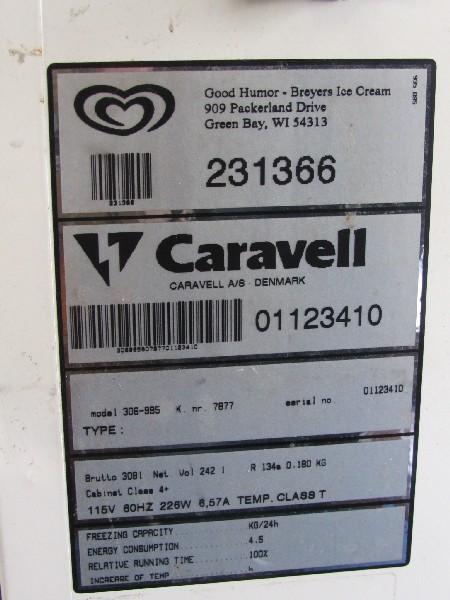 Good Humor - Breyers Ice Cream
909 Packerland Drive
Green Bay, WI 54313
231366
231366
Caravell
CARAVELL A/S - DENMARK
01123410
01123410
model 306-995 K. nr. 7877 serial no.
TYPE :
Brutto 308l Net. Vol 242 l R 134a 0.180 KG
Cabinet Class 4+
115V 60HZ 226W 6,57A TEMP. CLASS T
FREEZING CAPACITY KG/24h
ENERGY CONSUMPTION 4.5
RELATIVE RUNNING TIME 100%
INCREASE OF TEMP. h